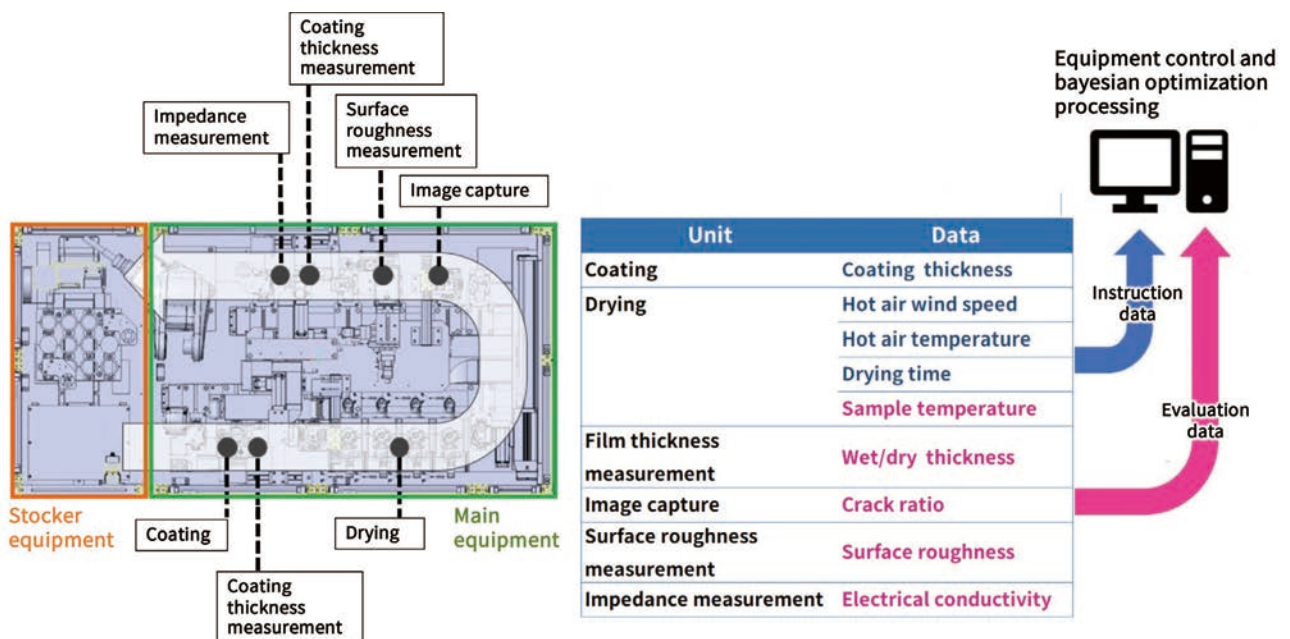 Coating
thickness
measurement
Impedance
measurement
Surface
roughness
measurement
Image capture
Stocker
equipment
Coating
Drying
Main
equipment
Coating
thickness
measurement
Equipment control and
bayesian optimization
processing
Unit Data
Coating Coating thickness
Drying Hot air wind speed
Hot air temperature
Drying time
Sample temperature
Film thickness
measurement
Wet/dry thickness
Image capture Crack ratio
Surface roughness
measurement
Surface roughness
Impedance measurement Electrical conductivity
Instruction
data
Evaluation
data